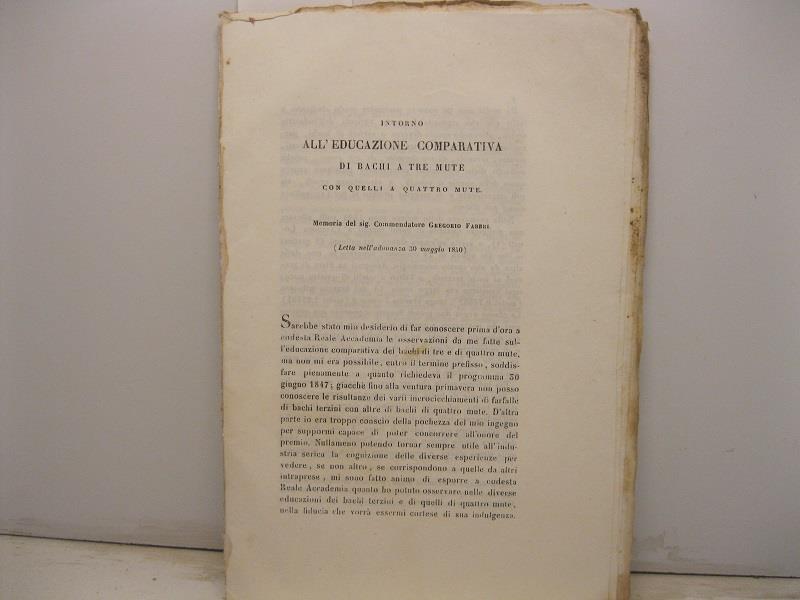 INTORNO
ALL'EDUCAZIONE COMPARATIVA
DI BACHI A TRE MUTE
CON QUELLI A QUATTRO MUTE.
Memoria del sig. Commendatore GREGORIO FABBRI
(Letta nell'adunanza 30 maggio 1850)
Sarebbe stato mio desiderio di far conoscere prima d'ora a
codesta Reale Accademia le osservazioni da me fatte sul-
l'educazione comparativa dei bachi di tre e di quattro mute,
ma non mi era possibile, entro il termine prefisso, soddis-
fare pienamente a quanto richiedeva il programma 30
giugno 1847; giacchè fino alla ventura primavera non posso
conoscere le risultanze dei varii incrocicchiamenti di farfalle
di bachi terzini con altre di bachi di quattro mute. D'altra
parte io era troppo conscio della pochezza del mio ingegno
per suppormi capace di poter concorrere all'onore del
premio. Nullameno potendo tornar sempre utile all'indu-
stria serica la cognizione delle diverse esperienze per
vedere, se non altro, se corrispondono a quelle da altri
intraprese, mi sono fatto animo di esporre a codesta
Reale Accademia quanto ho potuto osservare nelle diverse
educazioni dei bachi terzini e di quelli di quattro mute,
nella fiducia che vorrà essermi cortese di sua indulgenza.